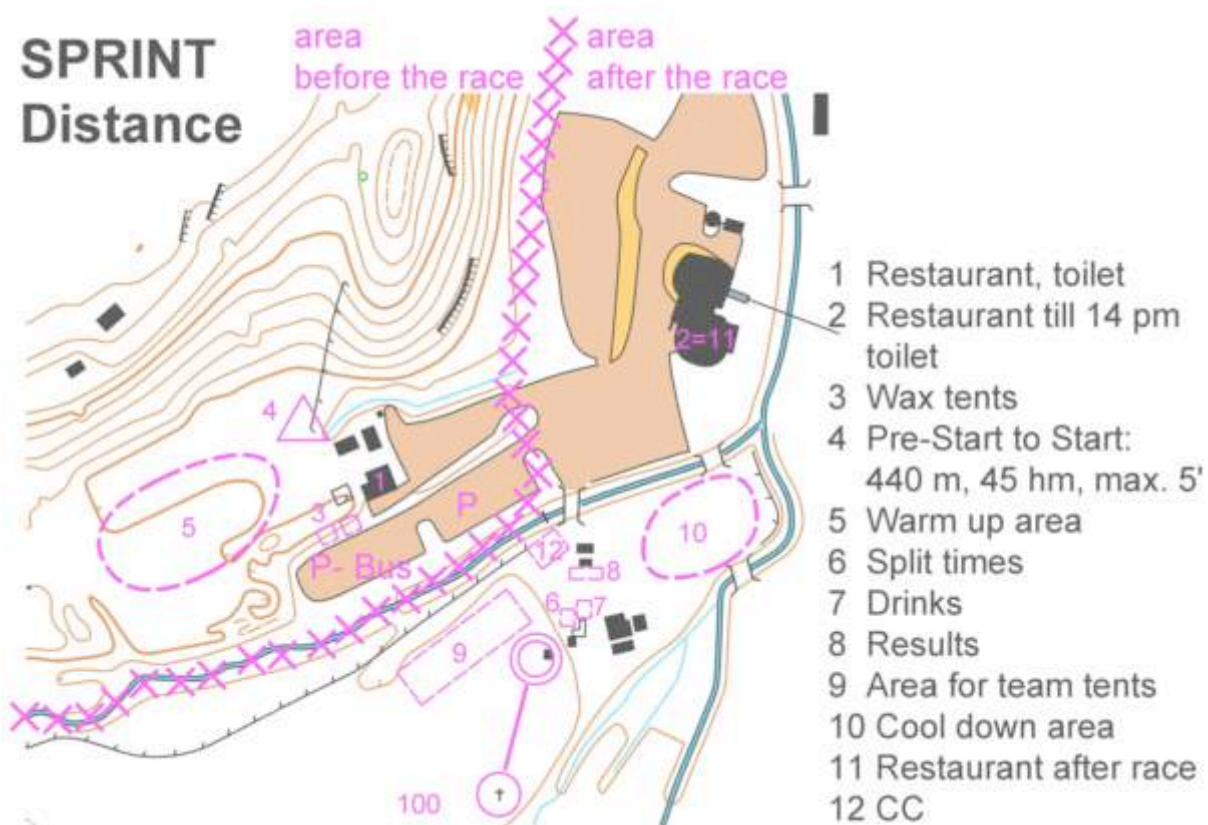 SPRINT
Distance
area
before the race
area
after the race
2=11
4
1
5
3
P
P- Bus
12
10
8
6
7
9
100
1 Restaurant, toilet
2 Restaurant till 14 pm
toilet
3 Wax tents
4 Pre-Start to Start:
440 m, 45 hm, max. 5'
5 Warm up area
6 Split times
7 Drinks
8 Results
9 Area for team tents
10 Cool down area
11 Restaurant after race
12 CC